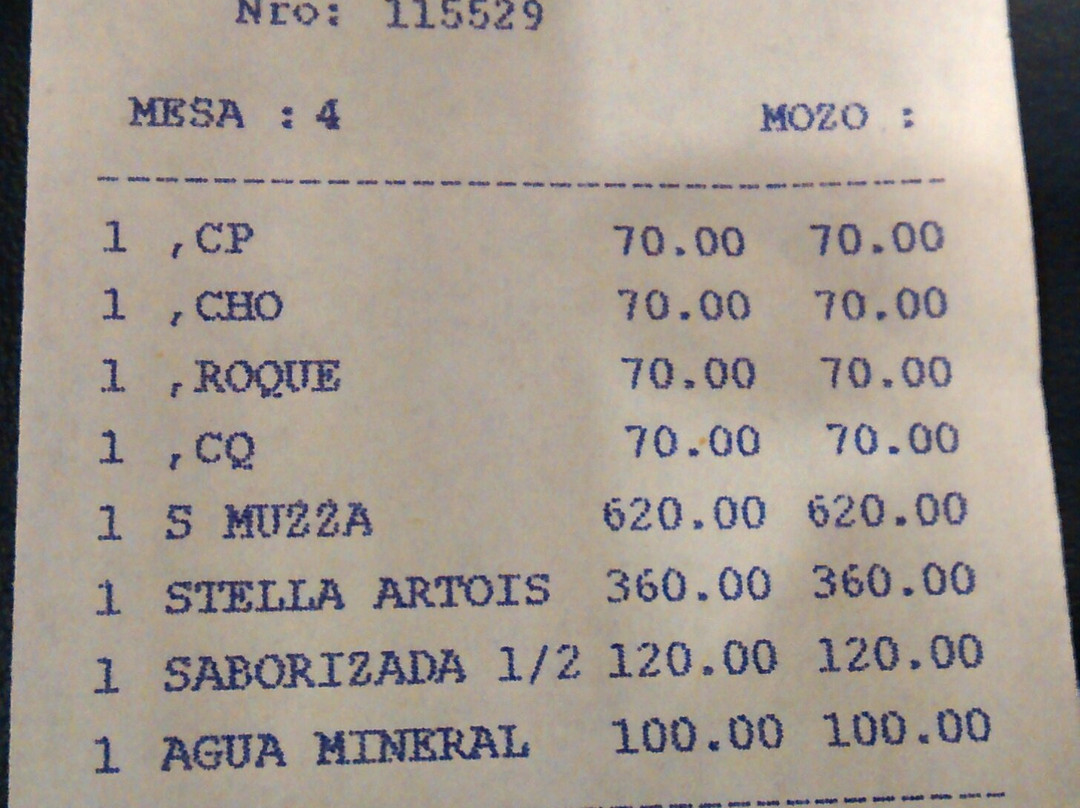 Nro: 115529
MESA : 4 MOZO :
1 ,CP 70.00 70.00
1 ,CHO 70.00 70.00
1 ,ROQUE 70.00 70.00
1 ,CQ 70.00 70.00
1 S MUZZA 620.00 620.00
1 STELLA ARTOIS 360.00 360.00
1 SABORIZADA 1/2 120.00 120.00
1 AGUA MINERAL 100.00 100.00